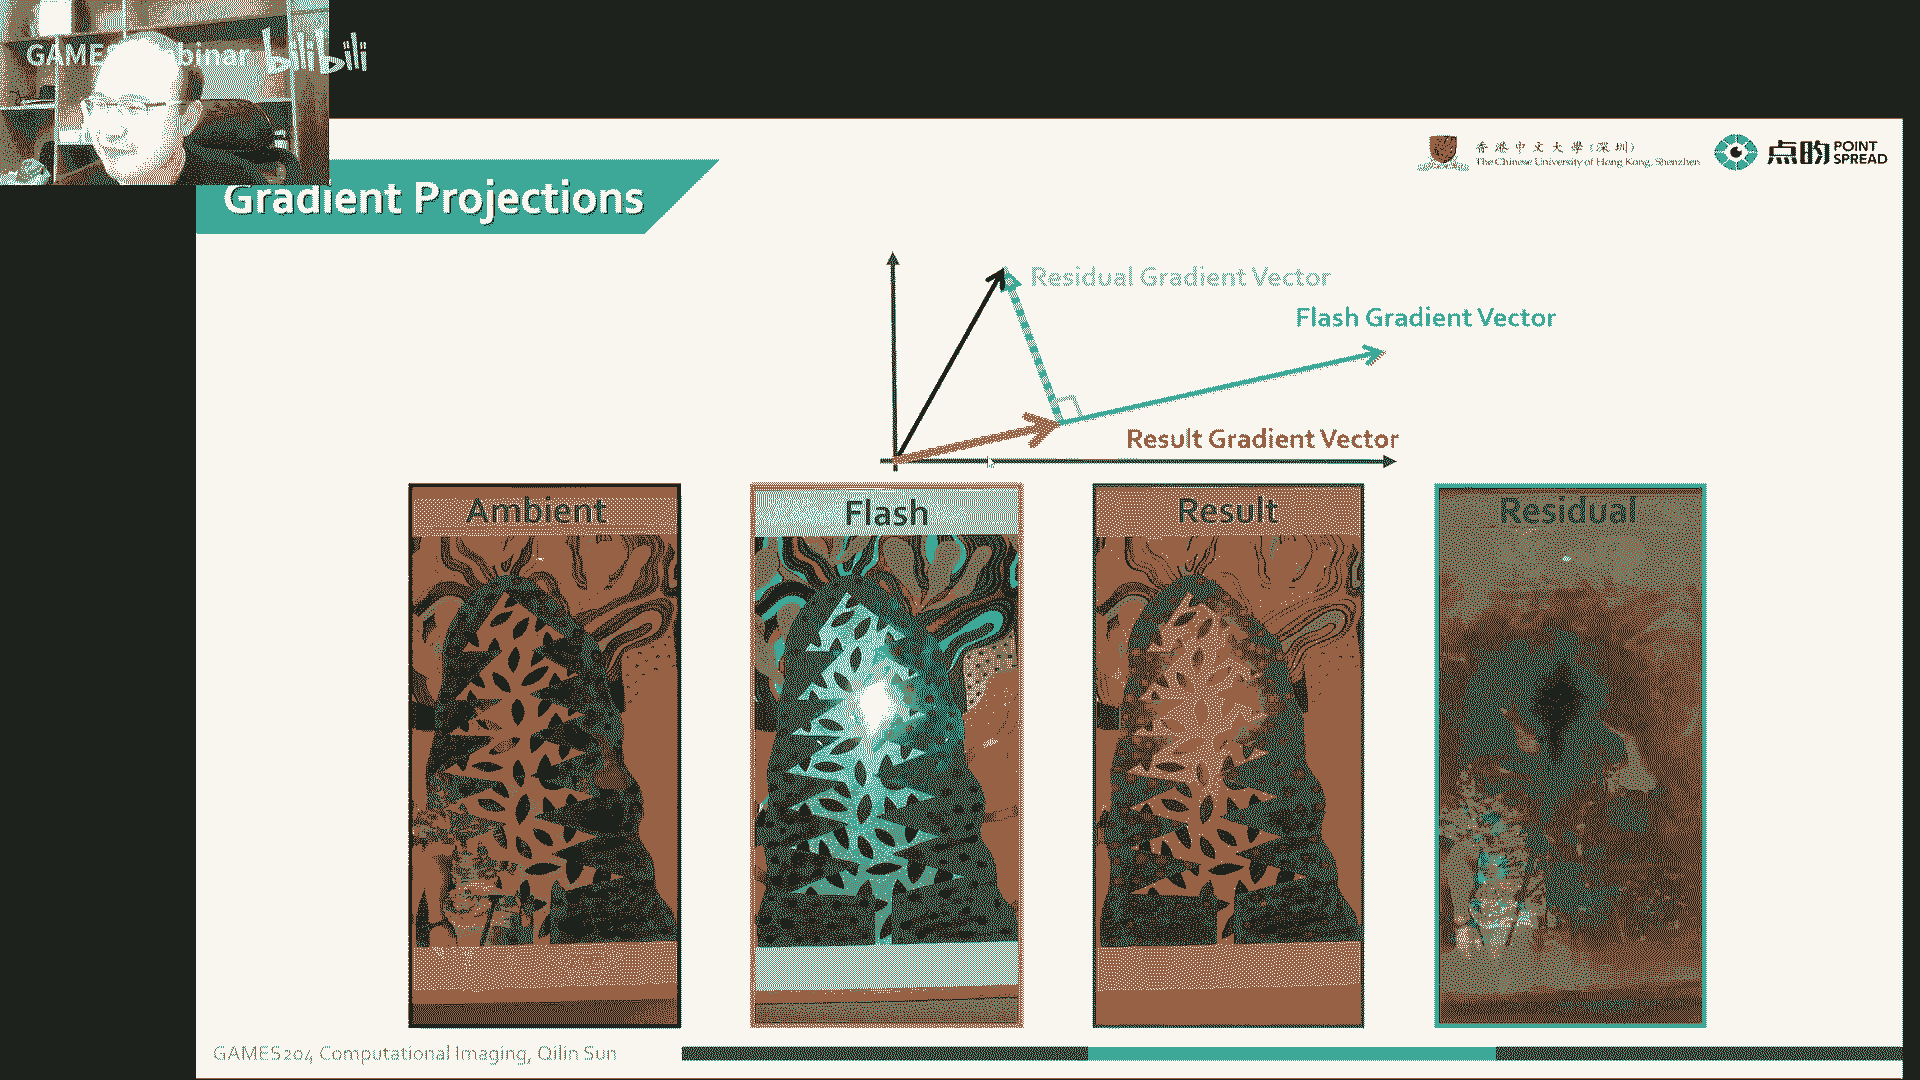 GAMES Webinar bilibili
香港中文大學(深圳)
The Chinese University of Hong Kong, Shenzhen
点昀 POINT SPREAD
Gradient Projections
Residual Gradient Vector
Flash Gradient Vector
Result Gradient Vector
Ambient
Flash
Result
Residual
GAMES204 Computational Imaging, Qilin Sun